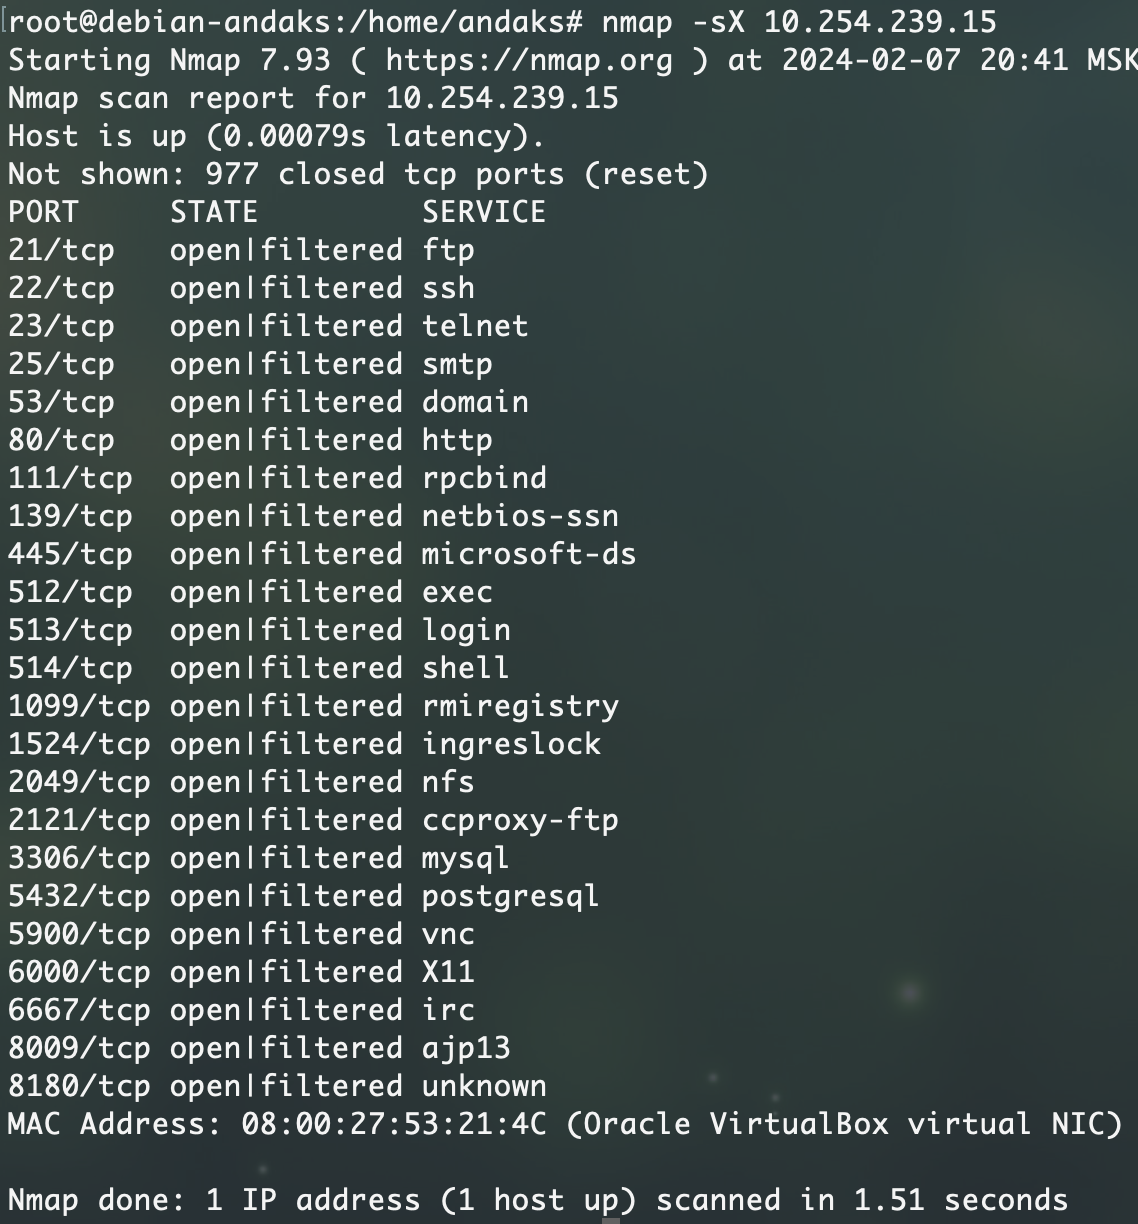 [root@debian-andaks:/home/andaks# nmap -sX 10.254.239.15
Starting Nmap 7.93 ( https://nmap.org ) at 2024-02-07 20:41 MSK
Nmap scan report for 10.254.239.15
Host is up (0.00079s latency).
Not shown: 977 closed tcp ports (reset)
PORT     STATE         SERVICE
21/tcp   open|filtered ftp
22/tcp   open|filtered ssh
23/tcp   open|filtered telnet
25/tcp   open|filtered smtp
53/tcp   open|filtered domain
80/tcp   open|filtered http
111/tcp  open|filtered rpcbind
139/tcp  open|filtered netbios-ssn
445/tcp  open|filtered microsoft-ds
512/tcp  open|filtered exec
513/tcp  open|filtered login
514/tcp  open|filtered shell
1099/tcp open|filtered rmiregistry
1524/tcp open|filtered ingreslock
2049/tcp open|filtered nfs
2121/tcp open|filtered ccproxy-ftp
3306/tcp open|filtered mysql
5432/tcp open|filtered postgresql
5900/tcp open|filtered vnc
6000/tcp open|filtered X11
6667/tcp open|filtered irc
8009/tcp open|filtered ajp13
8180/tcp open|filtered unknown
MAC Address: 08:00:27:53:21:4C (Oracle VirtualBox virtual NIC)
Nmap done: 1 IP address (1 host up) scanned in 1.51 seconds